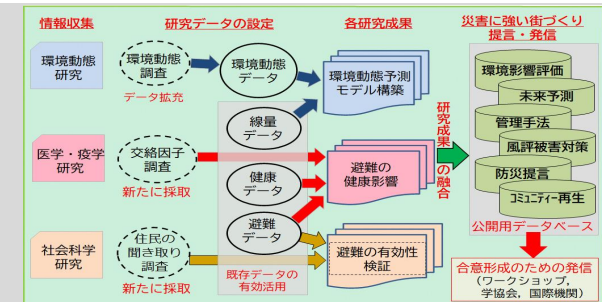 情報収集
研究データの設定
各研究成果
災害に強い街づくり
提言・発信
環境動態
研究
環境動態
調査
データ拡充
環境動態
データ
環境動態予測
モデル構築
線量
データ
医学・疫学
研究
交絡因子
調査
新たに採取
健康
データ
避難の
健康影響
避難
データ
社会科学
研究
住民の
聞き取り
調査
新たに採取
既存データの
有効活用
避難の有効性
検証
研究成果の融合
環境影響評価
未来予測
管理手法
風評被害対策
防災提言
コミュニティー再生
公開用データベース
合意形成のための発信
(ワークショップ,
学協会, 国際機関)